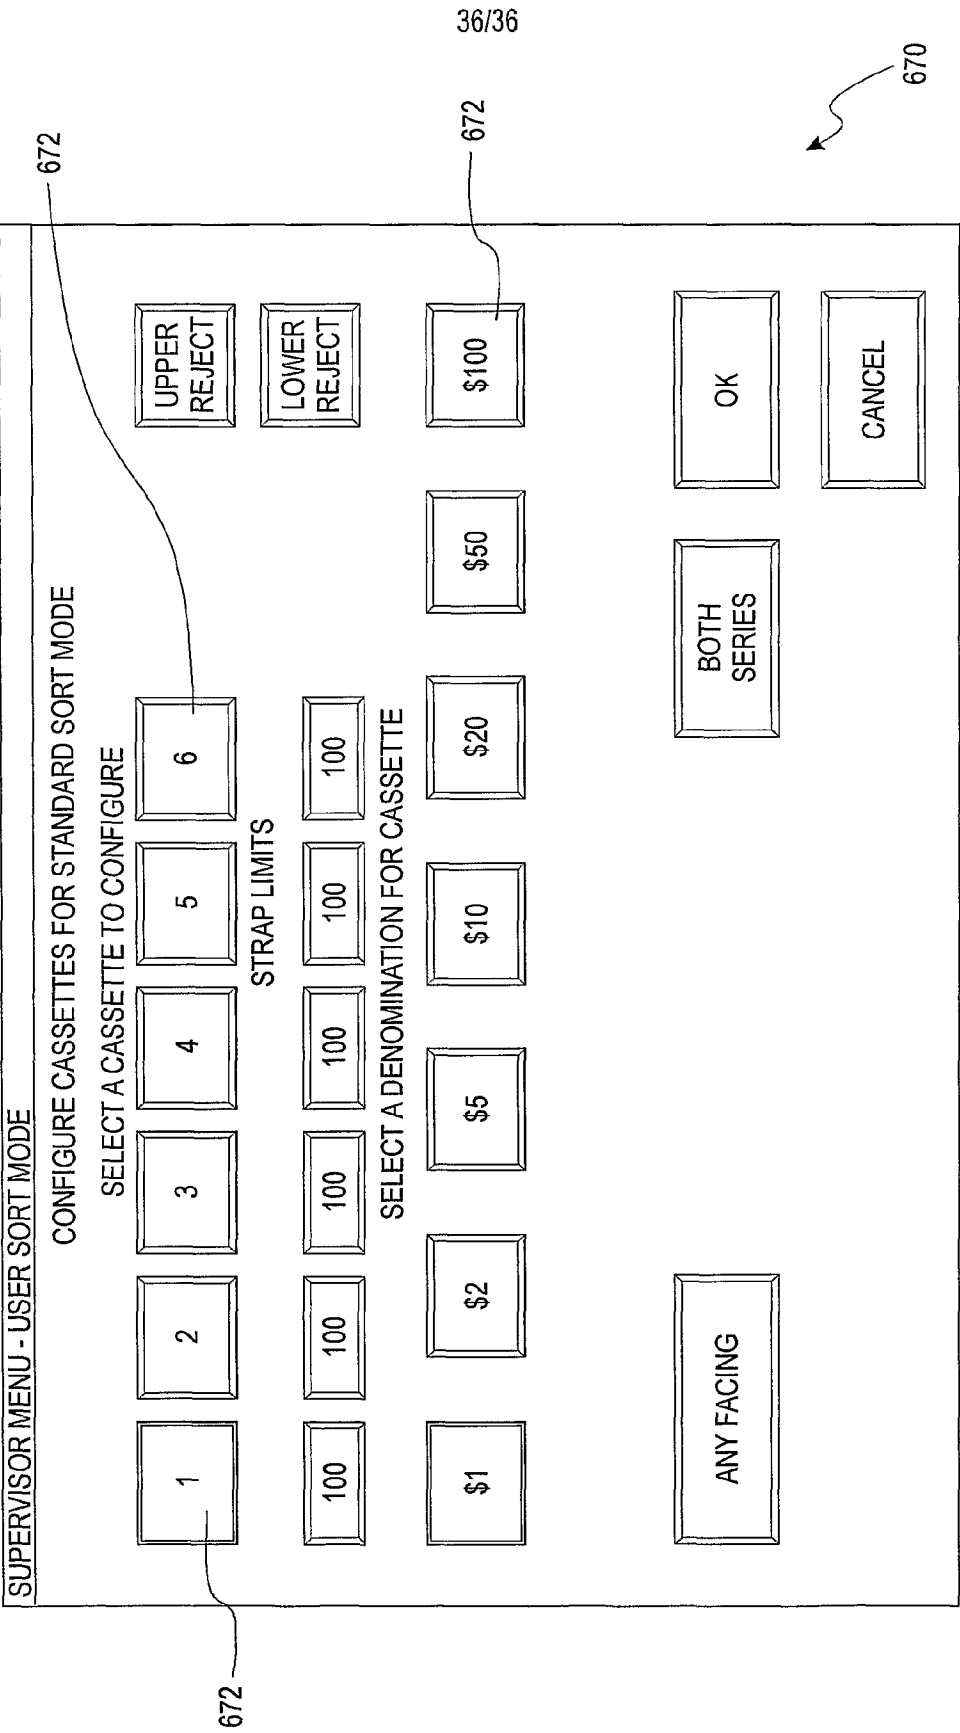 36/36
SUPERVISOR MENU - USER SORT MODE
CONFIGURE CASSETTES FOR STANDARD SORT MODE
SELECT A CASSETTE TO CONFIGURE
672
1
2
3
4
5
6
672
UPPER
REJECT
STRAP LIMITS
LOWER
REJECT
100
100
100
100
100
100
SELECT A DENOMINATION FOR CASSETTE
$1
$2
$5
$10
$20
$50
$100
672
ANY FACING
BOTH
SERIES
OK
CANCEL
670